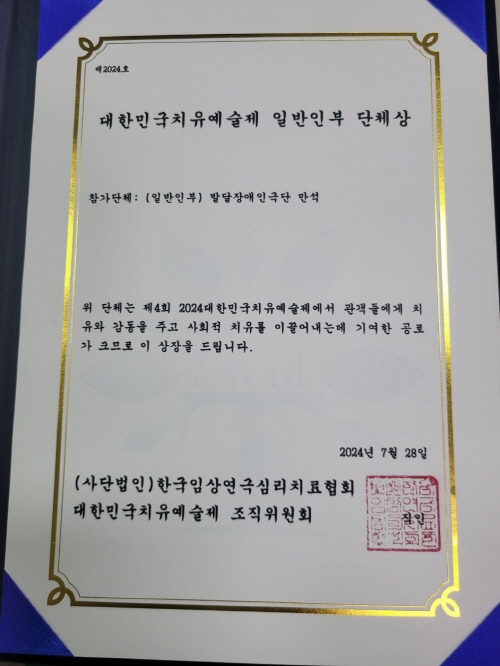 제2024.호
대한민국치유예술제 일반인부 단체상
참가단체: (일반인부) 발달장애인극단 만석
위 단체는 제4회 2024대한민국치유예술제에서 관객들에게 치
유와 감동을 주고 사회적 치유를 이끌어내는데 기여한 공로
가 크므로 이 상장을 드립니다.
2024년 7월 28일
(사단법인)한국임상연극심리치료협회
대한민국치유예술제 조직위원회
직인